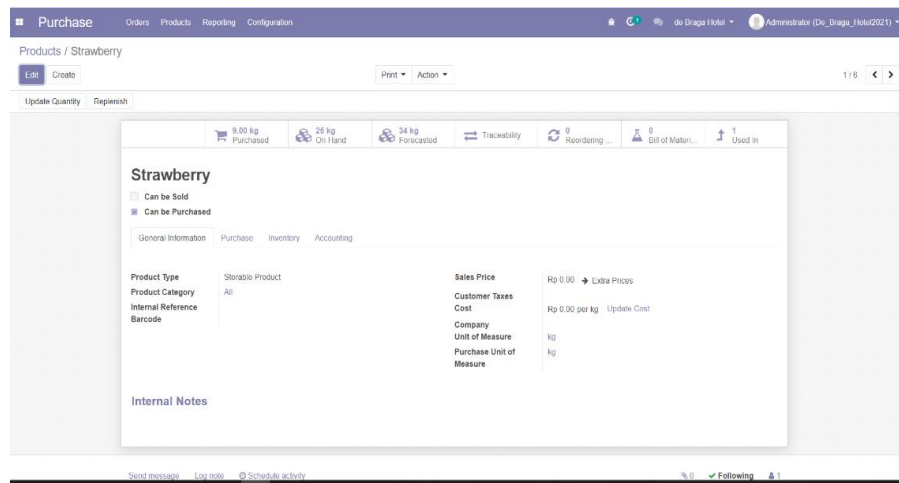 Purchase Orders Products Reporting Configuration 1 de Braga Hotel Administrator (De_Braga_Hotel2021)
Products / Strawberry
Edit Create Print Action 1 / 6
Update Quantity Replenish
9.00 kg Purchased
26 kg On Hand
34 kg Forecasted
Traceability
0 Reordering ...
0 Bill of Materi...
1 Used In
Strawberry
Can be Sold
Can be Purchased
General Information Purchase Inventory Accounting
Product Type Storable Product
Product Category All
Internal Reference
Barcode
Sales Price Rp 0.00 Extra Prices
Customer Taxes
Cost Rp 0.00 per kg Update Cost
Company
Unit of Measure kg
Purchase Unit of Measure kg
Internal Notes
Send message Log note Schedule activity 0 Following 1